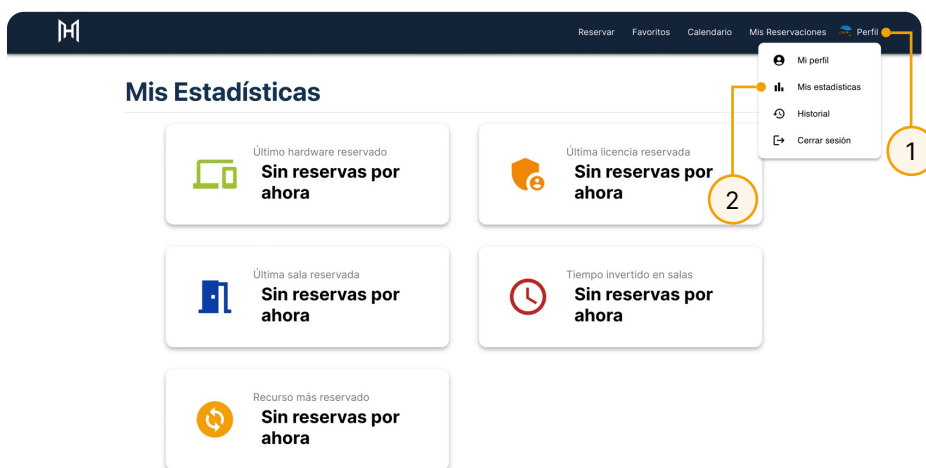 Reservar Favoritos Calendario Mis Reservaciones Perfil
Mi perfil
Mis estadísticas
Historial
Cerrar sesión
1
2
Mis Estadísticas
Último hardware reservado
Sin reservas por
ahora
Última licencia reservada
Sin reservas por
ahora
Última sala reservada
Sin reservas por
ahora
Tiempo invertido en salas
Sin reservas por
ahora
Recurso más reservado
Sin reservas por
ahora